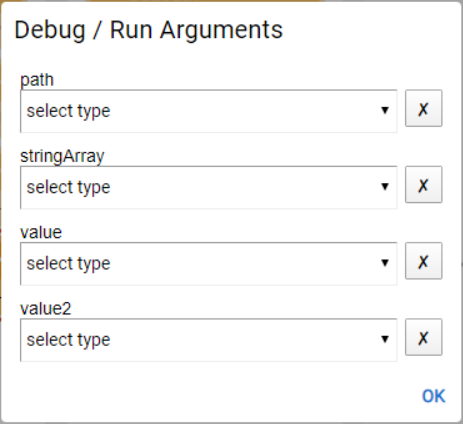 Debug / Run Arguments
path
select type ▼ ✗
stringArray
select type ▼ ✗
value
select type ▼ ✗
value2
select type ▼ ✗
OK